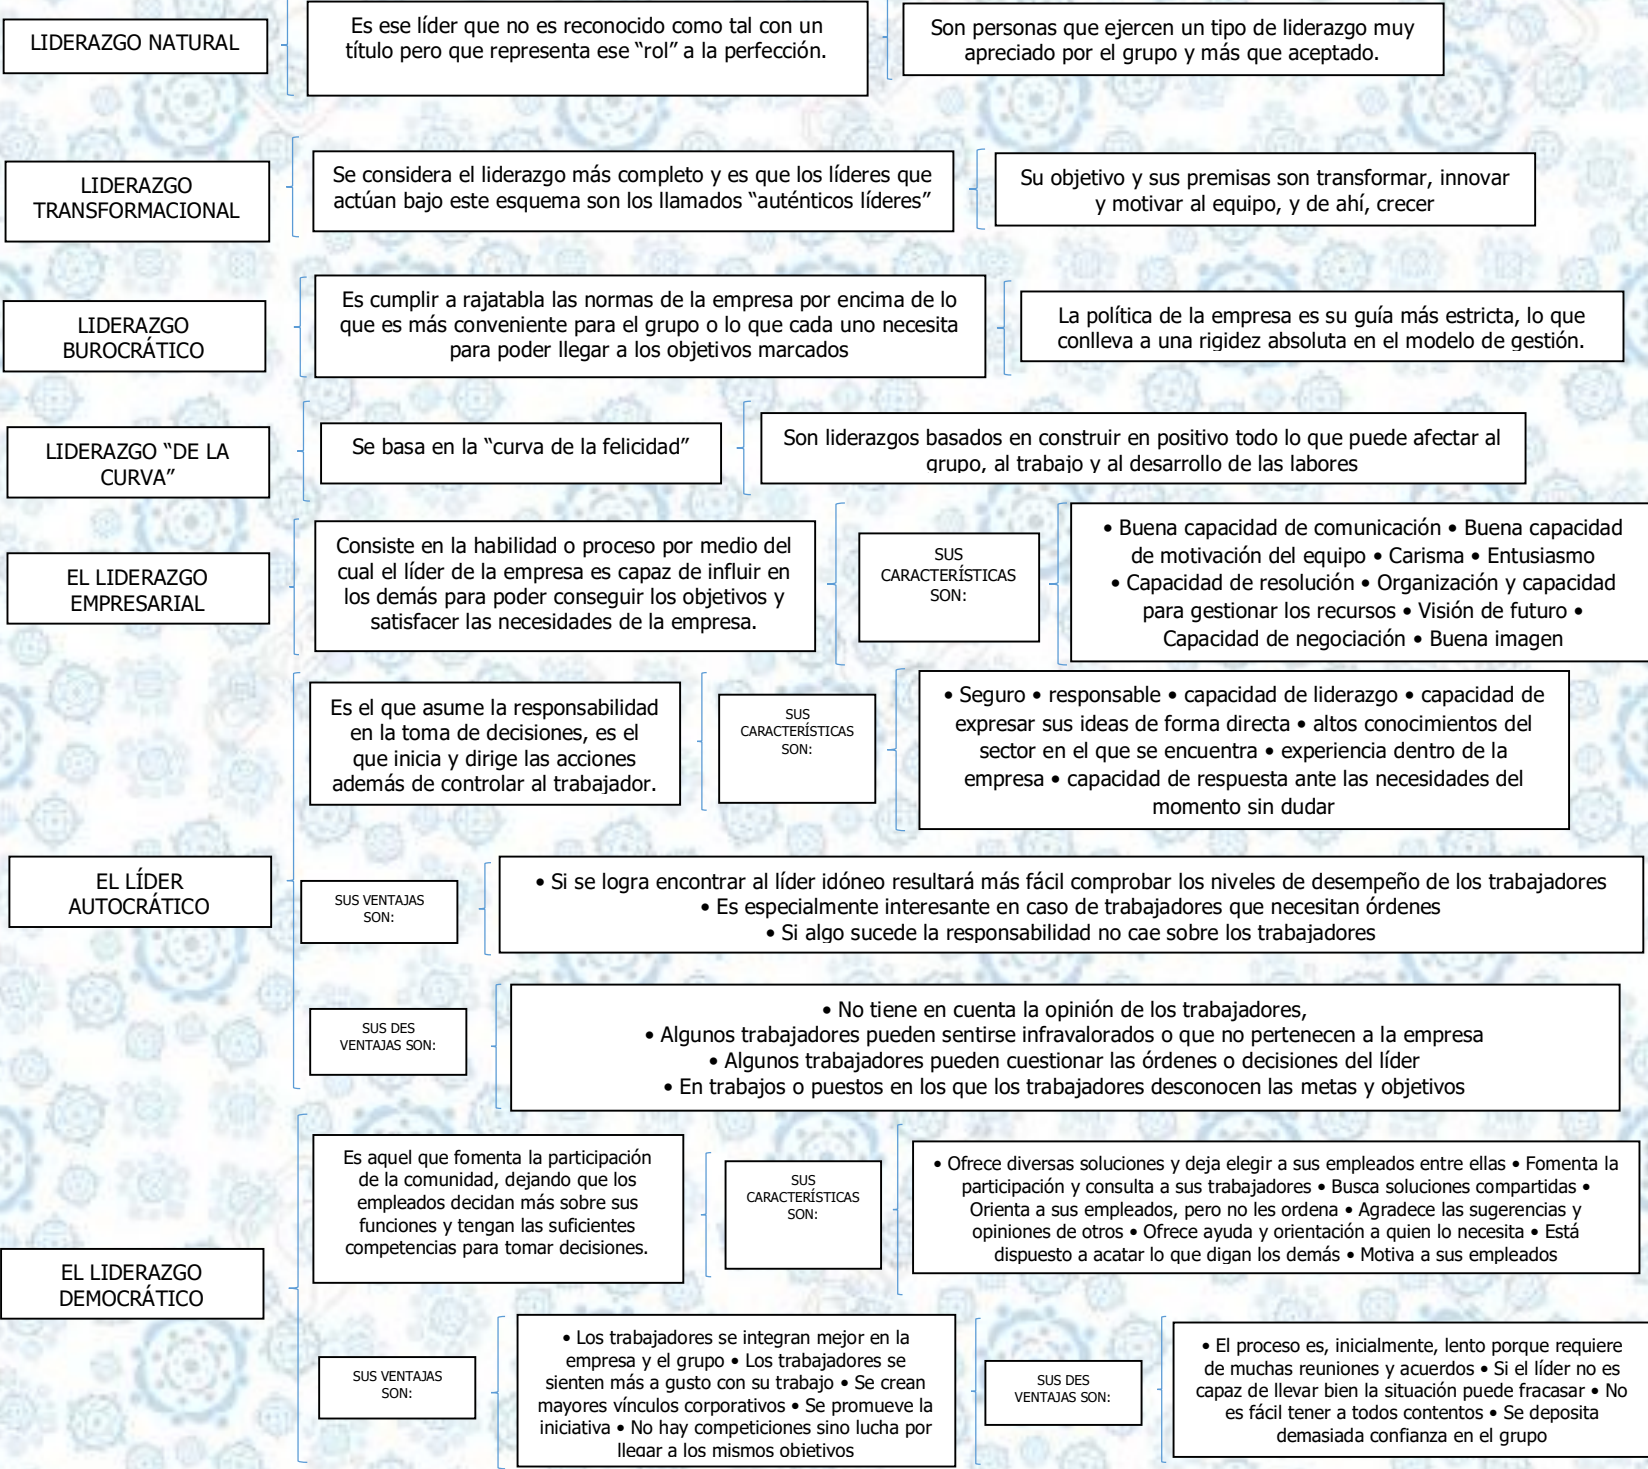 LIDERAZGO NATURAL
Es ese líder que no es reconocido como tal con un
título pero que representa ese “rol” a la perfección.
Son personas que ejercen un tipo de liderazgo muy
apreciado por el grupo y más que aceptado.
LIDERAZGO
TRANSFORMACIONAL
Se considera el liderazgo más completo y es que los líderes que
actúan bajo este esquema son los llamados “auténticos líderes”
Su objetivo y sus premisas son transformar, innovar
y motivar al equipo, y de ahí, crecer
LIDERAZGO
BUROCRÁTICO
Es cumplir a rajatabla las normas de la empresa por encima de lo
que es más conveniente para el grupo o lo que cada uno necesita
para poder llegar a los objetivos marcados
La política de la empresa es su guía más estricta, lo que
conlleva a una rigidez absoluta en el modelo de gestión.
LIDERAZGO “DE LA
CURVA”
Se basa en la “curva de la felicidad”
Son liderazgos basados en construir en positivo todo lo que puede afectar al
grupo, al trabajo y al desarrollo de las labores
EL LIDERAZGO
EMPRESARIAL
Consiste en la habilidad o proceso por medio del
cual el líder de la empresa es capaz de influir en
los demás para poder conseguir los objetivos y
satisfacer las necesidades de la empresa.
SUS
CARACTERÍSTICAS
SON:
• Buena capacidad de comunicación • Buena capacidad
de motivación del equipo • Carisma • Entusiasmo
• Capacidad de resolución • Organización y capacidad
para gestionar los recursos • Visión de futuro •
Capacidad de negociación • Buena imagen
EL LÍDER
AUTOCRÁTICO
Es el que asume la responsabilidad
en la toma de decisiones, es el
que inicia y dirige las acciones
además de controlar al trabajador.
SUS
CARACTERÍSTICAS
SON:
• Seguro • responsable • capacidad de liderazgo • capacidad de
expresar sus ideas de forma directa • altos conocimientos del
sector en el que se encuentra • experiencia dentro de la
empresa • capacidad de respuesta ante las necesidades del
momento sin dudar
SUS VENTAJAS
SON:
• Si se logra encontrar al líder idóneo resultará más fácil comprobar los niveles de desempeño de los trabajadores
• Es especialmente interesante en caso de trabajadores que necesitan órdenes
• Si algo sucede la responsabilidad no cae sobre los trabajadores
SUS DES
VENTAJAS SON:
• No tiene en cuenta la opinión de los trabajadores,
• Algunos trabajadores pueden sentirse infravalorados o que no pertenecen a la empresa
• Algunos trabajadores pueden cuestionar las órdenes o decisiones del líder
• En trabajos o puestos en los que los trabajadores desconocen las metas y objetivos
EL LIDERAZGO
DEMOCRÁTICO
Es aquel que fomenta la participación
de la comunidad, dejando que los
empleados decidan más sobre sus
funciones y tengan las suficientes
competencias para tomar decisiones.
SUS
CARACTERÍSTICAS
SON:
• Ofrece diversas soluciones y deja elegir a sus empleados entre ellas • Fomenta la
participación y consulta a sus trabajadores • Busca soluciones compartidas •
Orienta a sus empleados, pero no les ordena • Agradece las sugerencias y
opiniones de otros • Ofrece ayuda y orientación a quien lo necesita • Está
dispuesto a acatar lo que digan los demás • Motiva a sus empleados
SUS VENTAJAS
SON:
• Los trabajadores se integran mejor en la
empresa y el grupo • Los trabajadores se
sienten más a gusto con su trabajo • Se crean
mayores vínculos corporativos • Se promueve la
iniciativa • No hay competiciones sino lucha por
llegar a los mismos objetivos
SUS DES
VENTAJAS SON:
• El proceso es, inicialmente, lento porque requiere
de muchas reuniones y acuerdos • Si el líder no es
capaz de llevar bien la situación puede fracasar • No
es fácil tener a todos contentos • Se deposita
demasiada confianza en el grupo